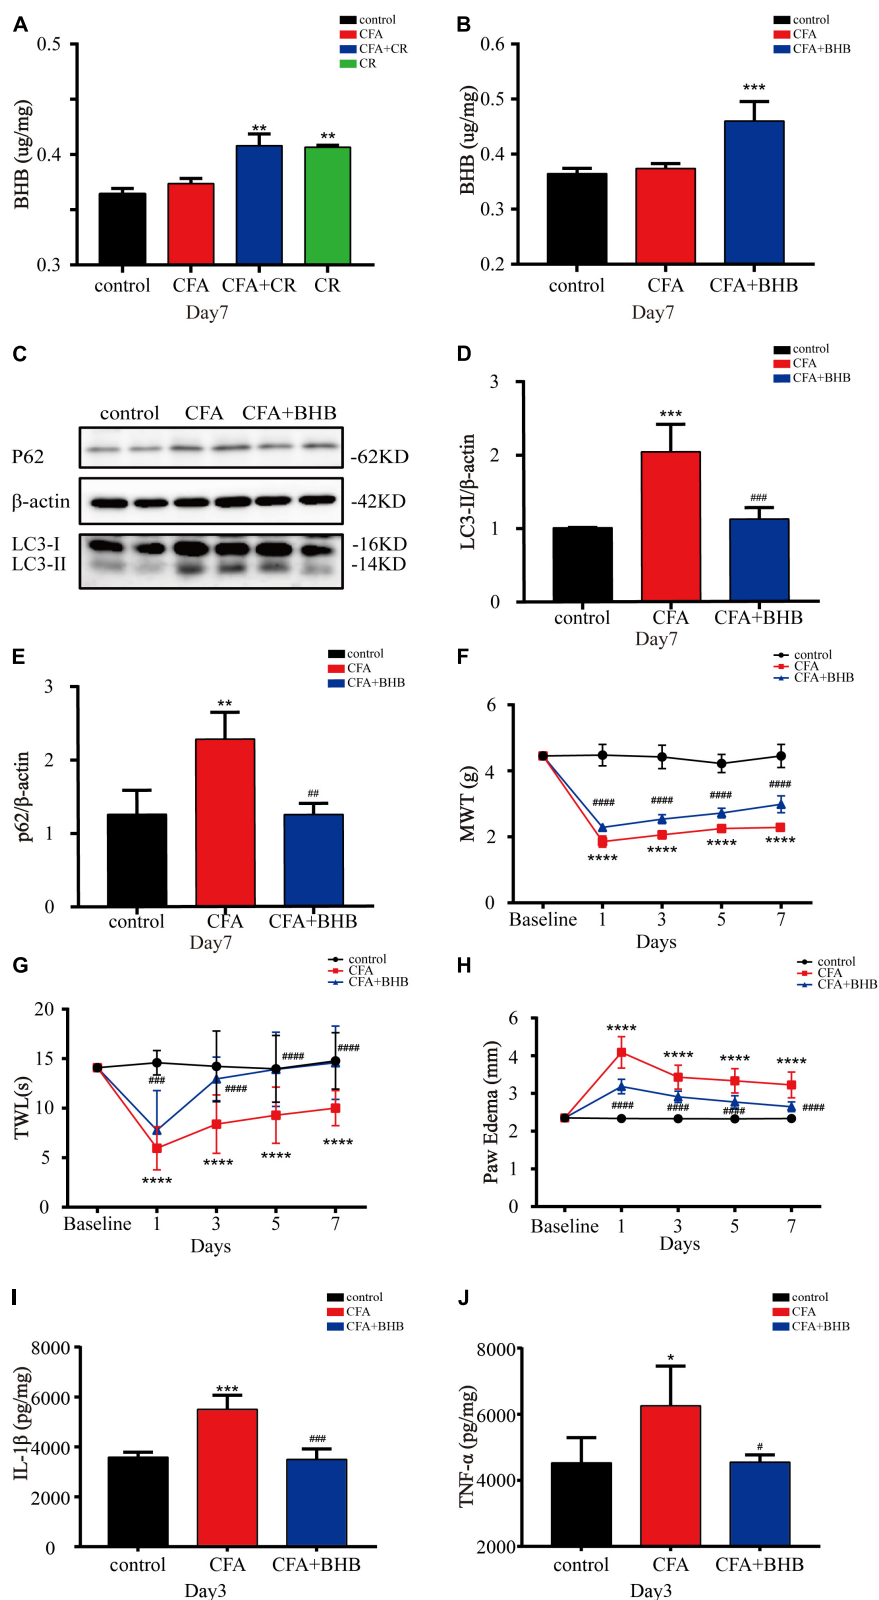 A
control
CFA
CFA+CR
CR
BHB (ug/mg)
0.5
0.4
0.3
**
**
control CFA CFA+CR CR
Day7
B
control
CFA
CFA+BHB
BHB (ug/mg)
0.6
0.5
0.4
0.3
0.2
***
control CFA CFA+BHB
Day7
C
control CFA CFA+BHB
P62 -62KD
β-actin -42KD
LC3-I -16KD
LC3-II -14KD
D
control
CFA
CFA+BHB
LC3-II/β-actin
3
2
1
0
***
###
control CFA CFA+BHB
Day7
E
control
CFA
CFA+BHB
p62/β-actin
3
2
1
0
**
##
control CFA CFA+BHB
Day7
F
control
CFA
CFA+BHB
MWT (g)
6
4
2
0
#### #### #### ####
**** **** **** ****
Baseline 1 3 5 7
Days
G
control
CFA
CFA+BHB
TWL(s)
20
15
10
5
0
### #### #### ####
**** **** **** ****
Baseline 1 3 5 7
Days
H
control
CFA
CFA+BHB
Paw Edema (mm)
6
5
4
3
2
1
0
**** **** **** ****
#### #### #### ####
Baseline 1 3 5 7
Days
I
control
CFA
CFA+BHB
IL-1β (pg/mg)
8000
6000
4000
2000
0
***
###
control CFA CFA+BHB
Day3
J
control
CFA
CFA+BHB
TNF-α (pg/mg)
8000
6000
4000
2000
*
#
control CFA CFA+BHB
Day3